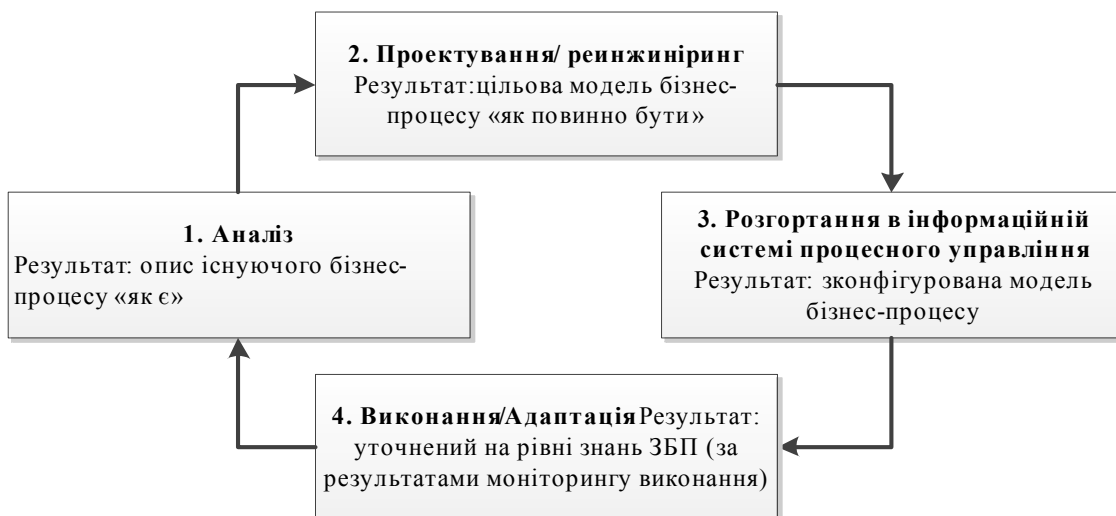 2. Проектування/ реинжиніринг
Результат:цільова модель бізнес-
процесу «як повинно бути»
1. Аналіз
Результат: опис існуючого бізнес-
процесу «як є»
3. Розгортання в інформаційній
системі процесного управління
Результат: зконфігурована модель
бізнес-процесу
4. Виконання/АдаптаціяРезультат:
уточнений на рівні знань ЗБП (за
результатами моніторингу виконання)